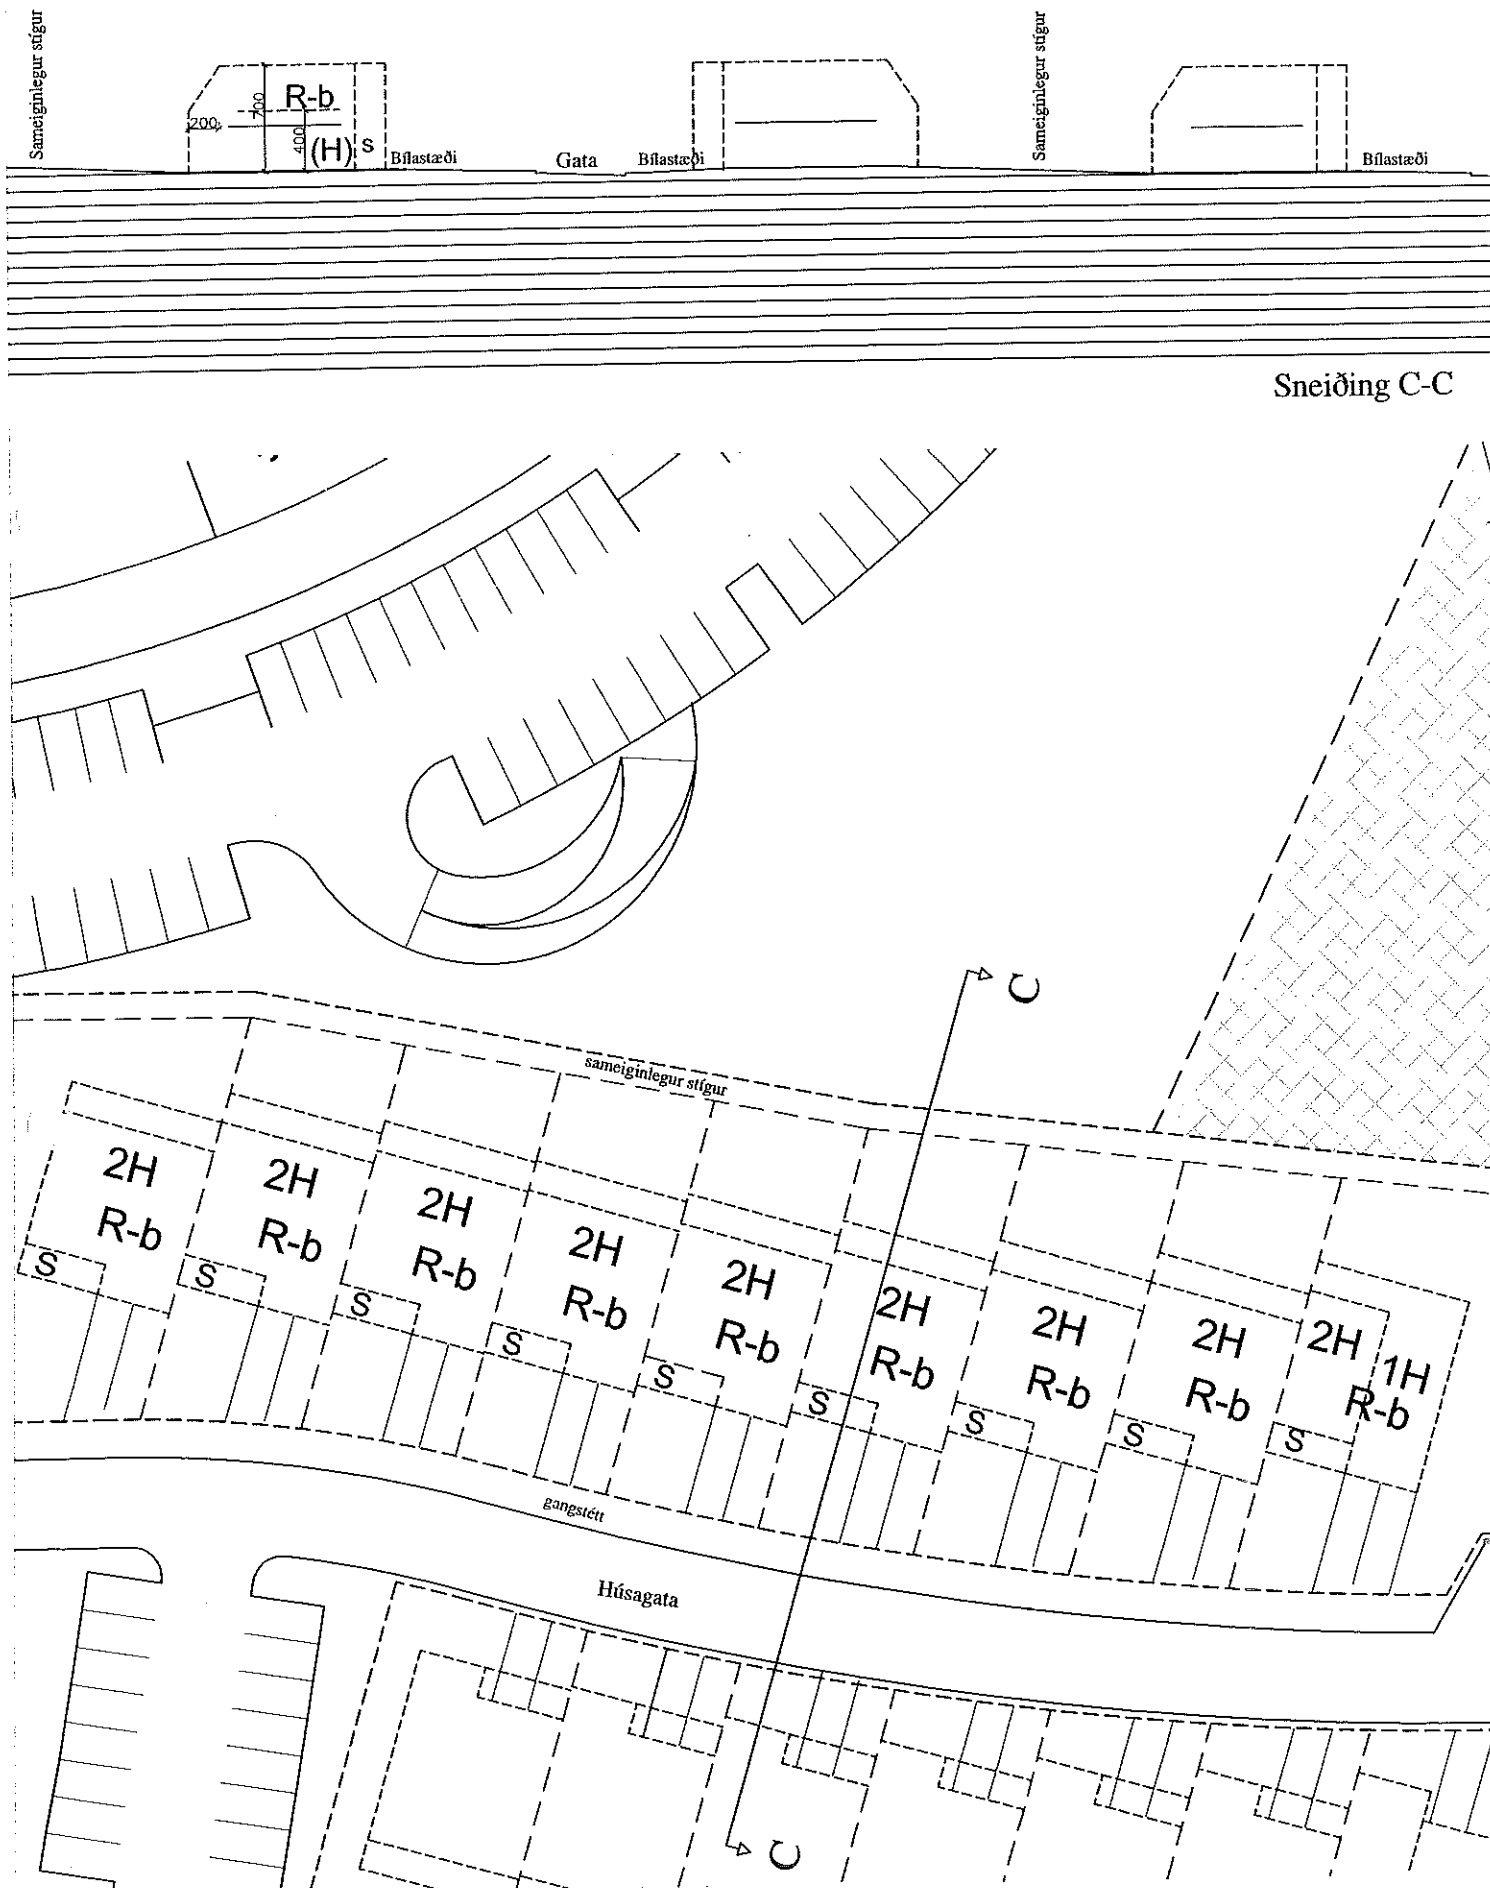 Sameiginlegur stígur
Sameiginlegur stígur
R-b
700
200
400
(H)
s
Bílastæði
Gata
Bílastæði
Bílastæði
Sneiðing C-C
C
sameiginlegur stígur
2H
R-b
S
2H
R-b
S
2H
R-b
S
2H
R-b
S
2H
R-b
S
2H
R-b
S
2H
R-b
S
2H
R-b
S
2H
1H
R-b
S
gangstétt
Húsagata
C